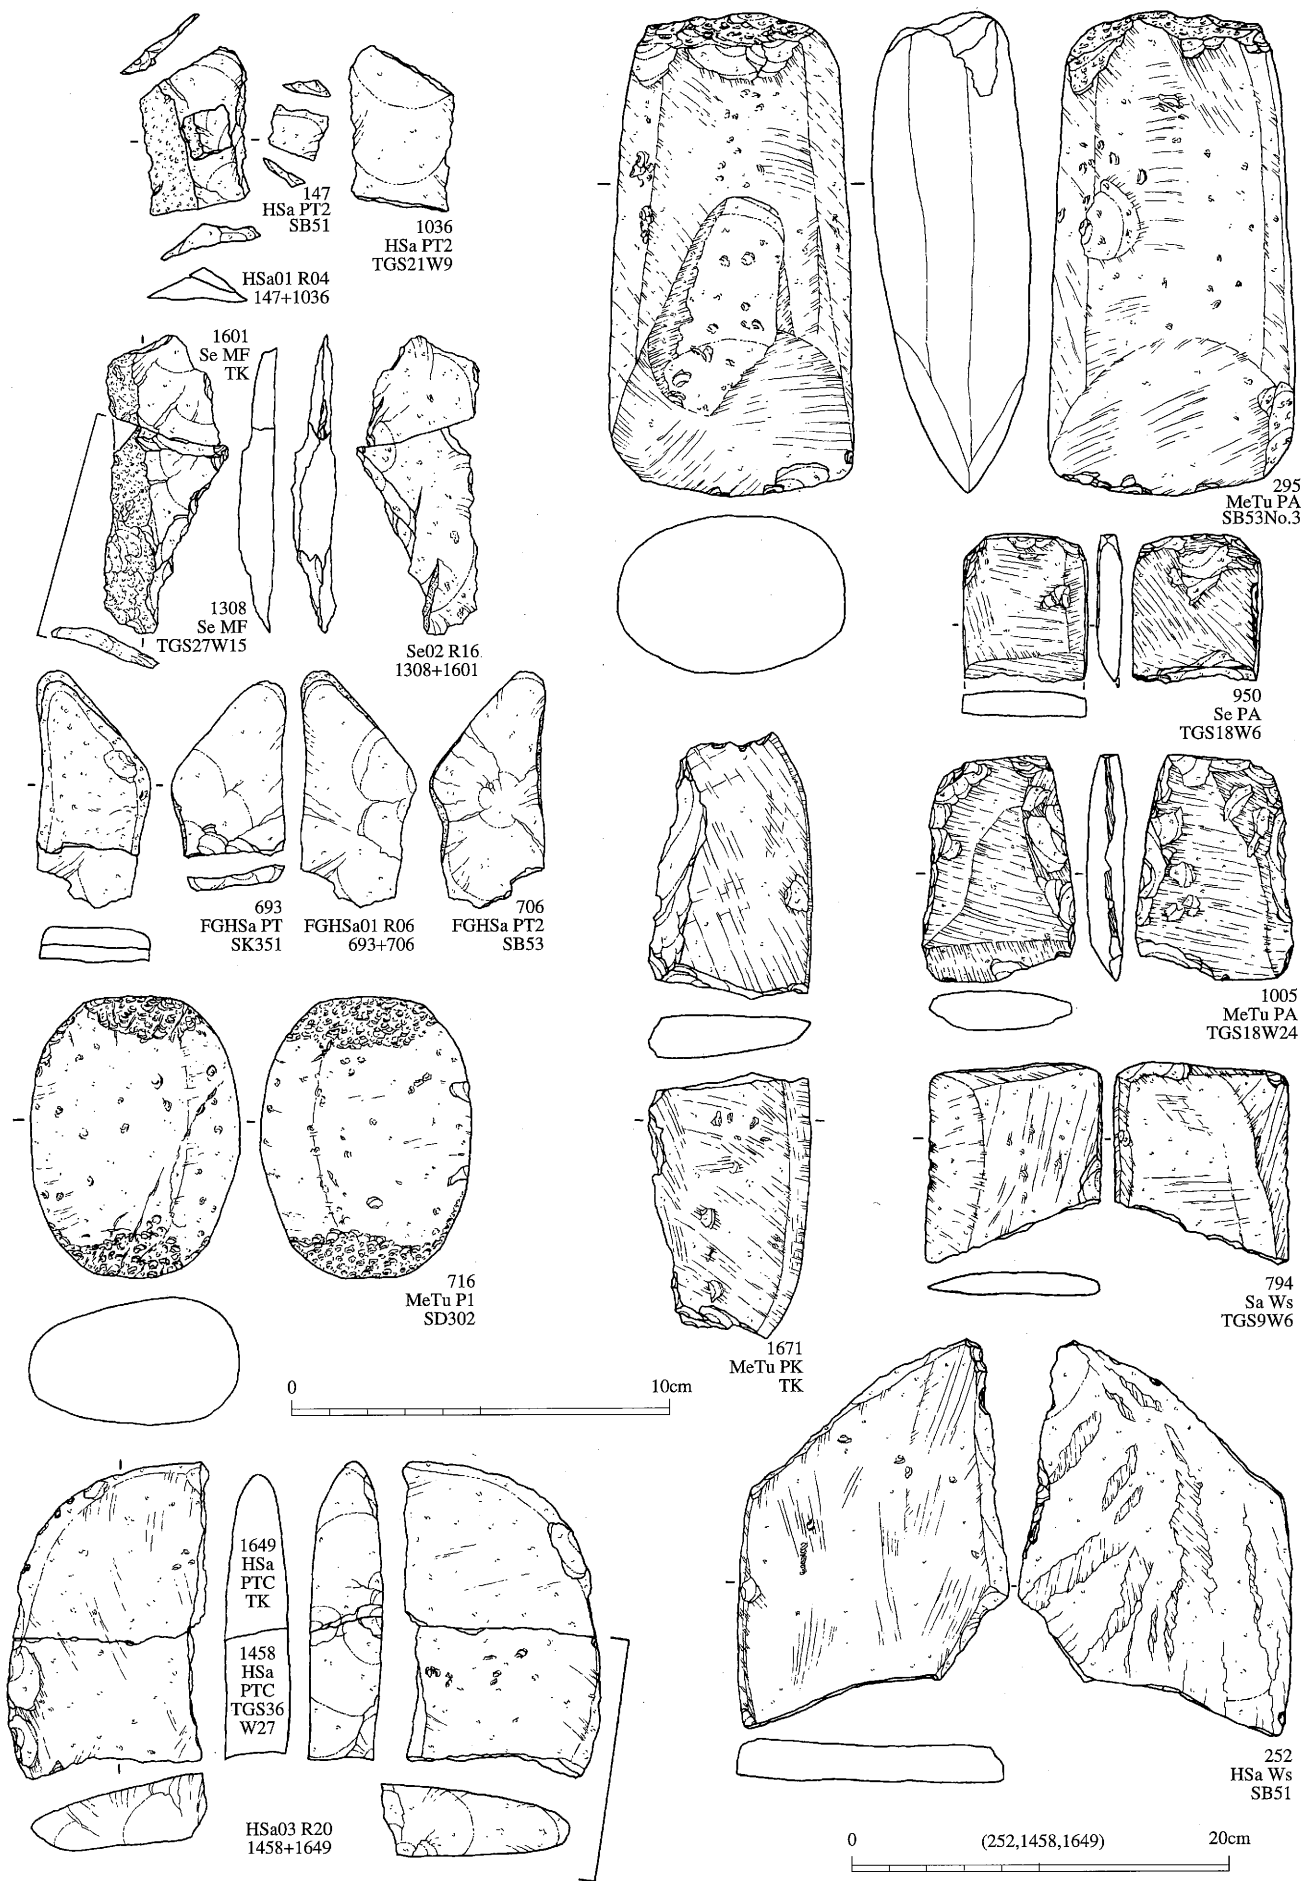 147
HSa PT2
SB51
1036
HSa PT2
TGS21W9
HSa01 R04
147+1036
1601
Se MF
TK
1308
Se MF
TGS27W15
Se02 R16
1308+1601
693
FGHSa PT
SK351
FGHSa01 R06
693+706
706
FGHSa PT2
SB53
716
MeTu P1
SD302
0 10cm
1649
HSa
PTC
TK
1458
HSa
PTC
TGS36
W27
HSa03 R20
1458+1649
295
MeTu PA
SB53No.3
950
Se PA
TGS18W6
1005
MeTu PA
TGS18W24
794
Sa Ws
TGS9W6
1671
MeTu PK
TK
252
HSa Ws
SB51
0 (252,1458,1649) 20cm